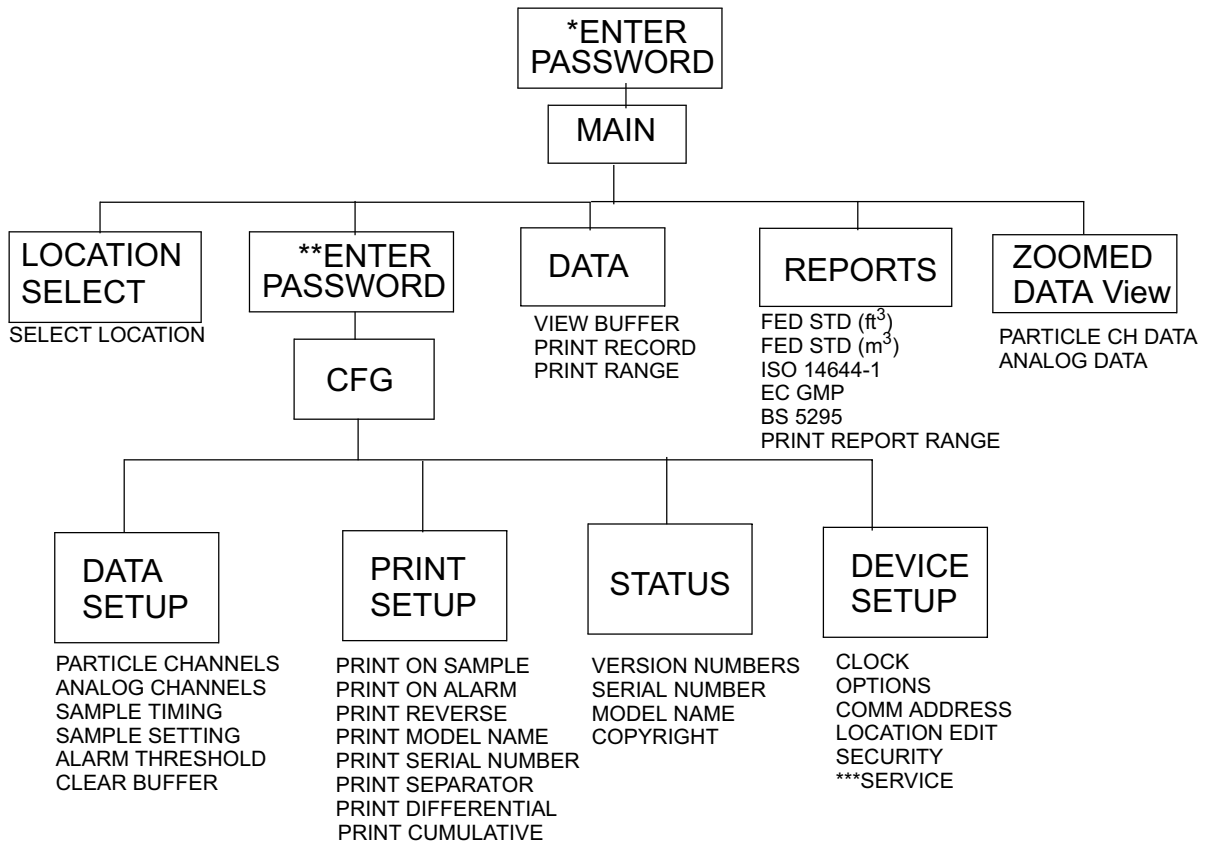 *ENTER
PASSWORD
MAIN
LOCATION
SELECT
SELECT LOCATION
**ENTER
PASSWORD
CFG
DATA
VIEW BUFFER
PRINT RECORD
PRINT RANGE
REPORTS
FED STD (ft³)
FED STD (m³)
ISO 14644-1
EC GMP
BS 5295
PRINT REPORT RANGE
ZOOMED
DATA View
PARTICLE CH DATA
ANALOG DATA
DATA
SETUP
PARTICLE CHANNELS
ANALOG CHANNELS
SAMPLE TIMING
SAMPLE SETTING
ALARM THRESHOLD
CLEAR BUFFER
PRINT
SETUP
PRINT ON SAMPLE
PRINT ON ALARM
PRINT REVERSE
PRINT MODEL NAME
PRINT SERIAL NUMBER
PRINT SEPARATOR
PRINT DIFFERENTIAL
PRINT CUMULATIVE
STATUS
VERSION NUMBERS
SERIAL NUMBER
MODEL NAME
COPYRIGHT
DEVICE
SETUP
CLOCK
OPTIONS
COMM ADDRESS
LOCATION EDIT
SECURITY
***SERVICE